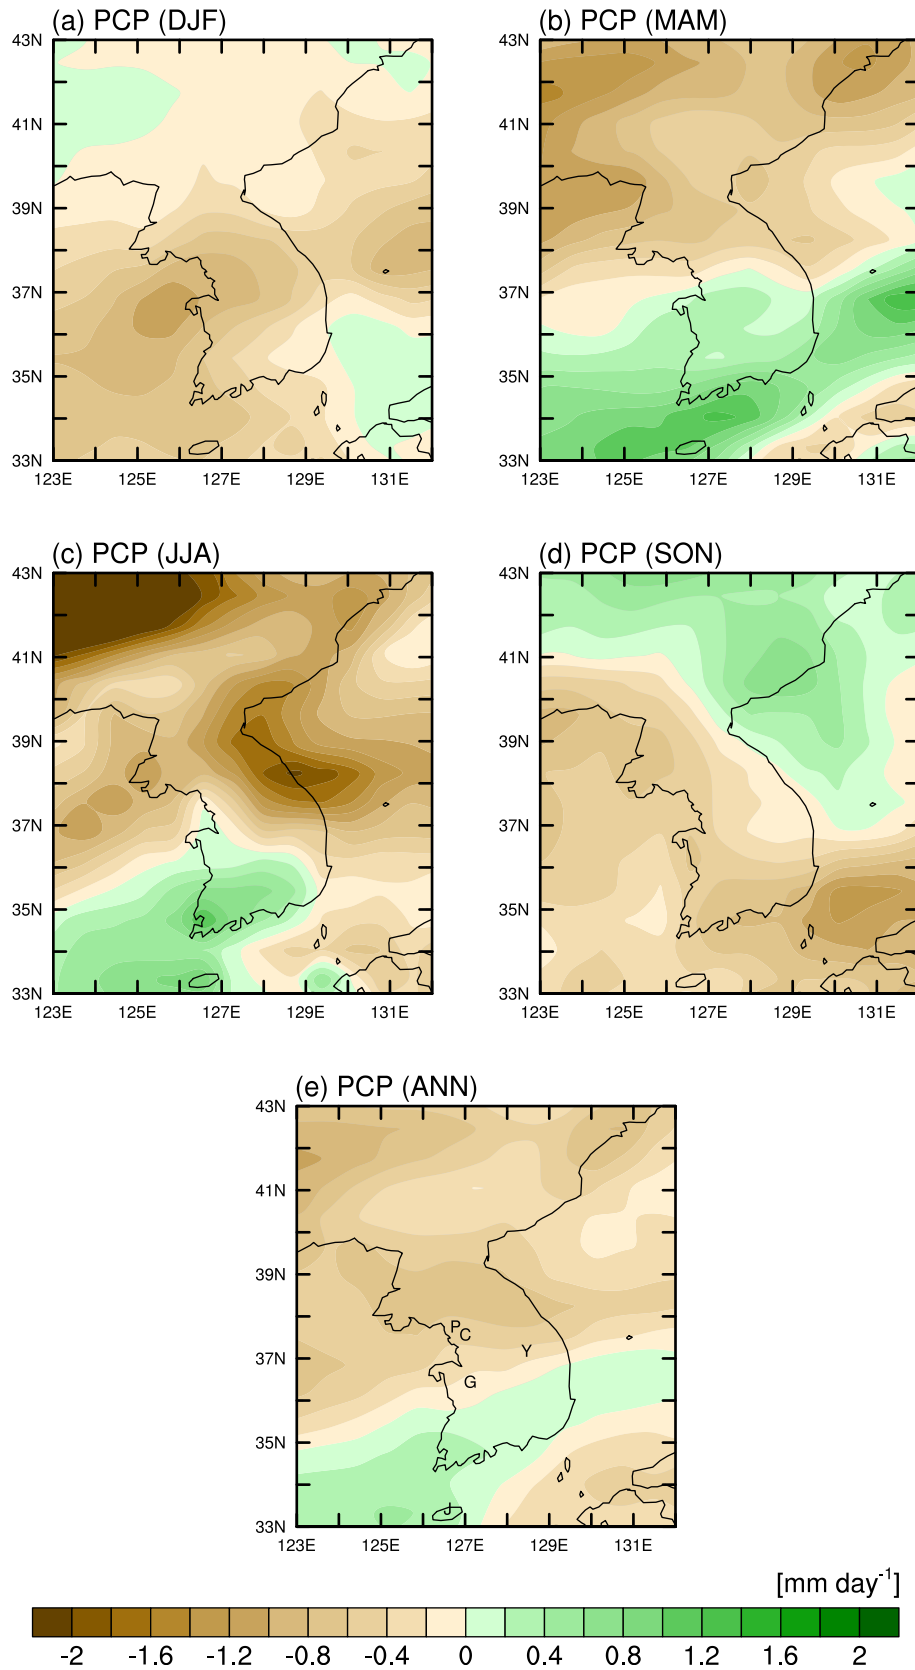 (a) PCP (DJF)
43N
41N
39N
37N
35N
33N
123E 125E 127E 129E 131E
(b) PCP (MAM)
43N
41N
39N
37N
35N
33N
123E 125E 127E 129E 131E
(c) PCP (JJA)
43N
41N
39N
37N
35N
33N
123E 125E 127E 129E 131E
(d) PCP (SON)
43N
41N
39N
37N
35N
33N
123E 125E 127E 129E 131E
(e) PCP (ANN)
43N
41N
39N
P C
Y
37N
G
35N
J
33N
123E 125E 127E 129E 131E
[mm day-1]
-2 -1.6 -1.2 -0.8 -0.4 0 0.4 0.8 1.2 1.6 2